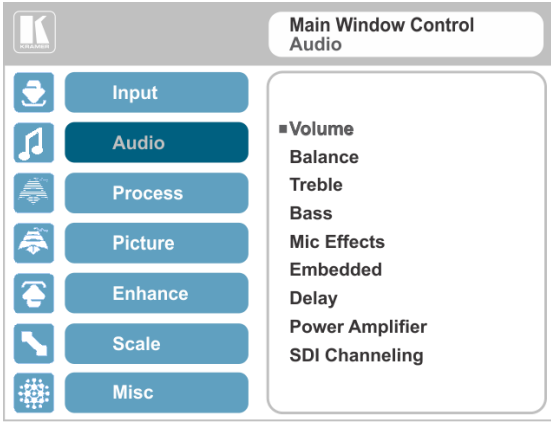 KRAMER
Main Window Control
Audio
Input
Audio
Process
Picture
Enhance
Scale
Misc
Volume
Balance
Treble
Bass
Mic Effects
Embedded
Delay
Power Amplifier
SDI Channeling